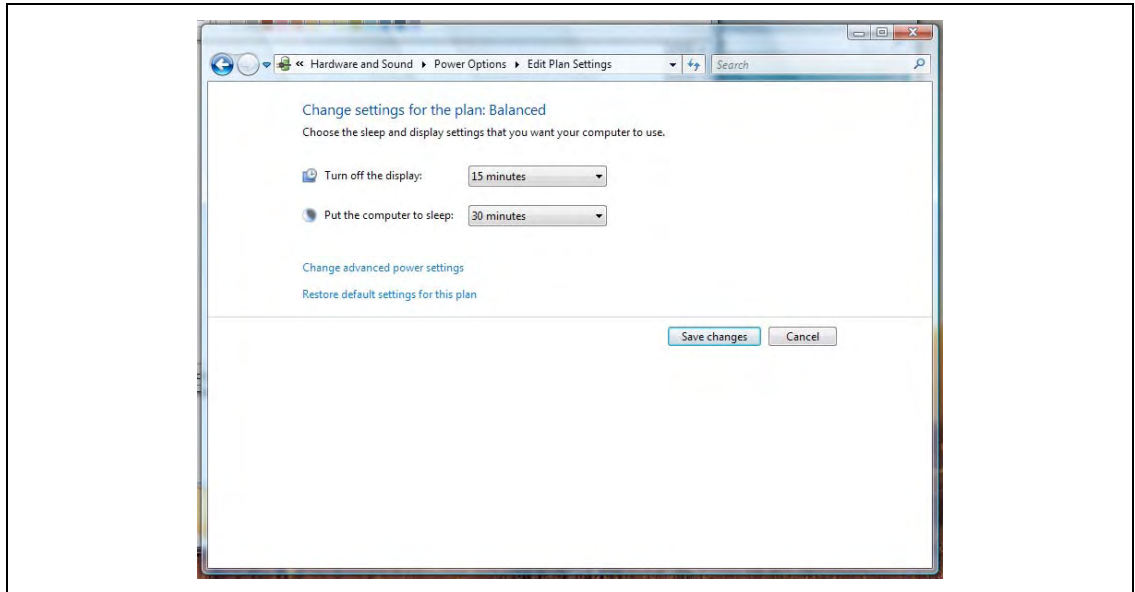 « Hardware and Sound ▸ Power Options ▸ Edit Plan Settings Search
Change settings for the plan: Balanced
Choose the sleep and display settings that you want your computer to use.
Turn off the display: 15 minutes
Put the computer to sleep: 30 minutes
Change advanced power settings
Restore default settings for this plan
Save changes Cancel